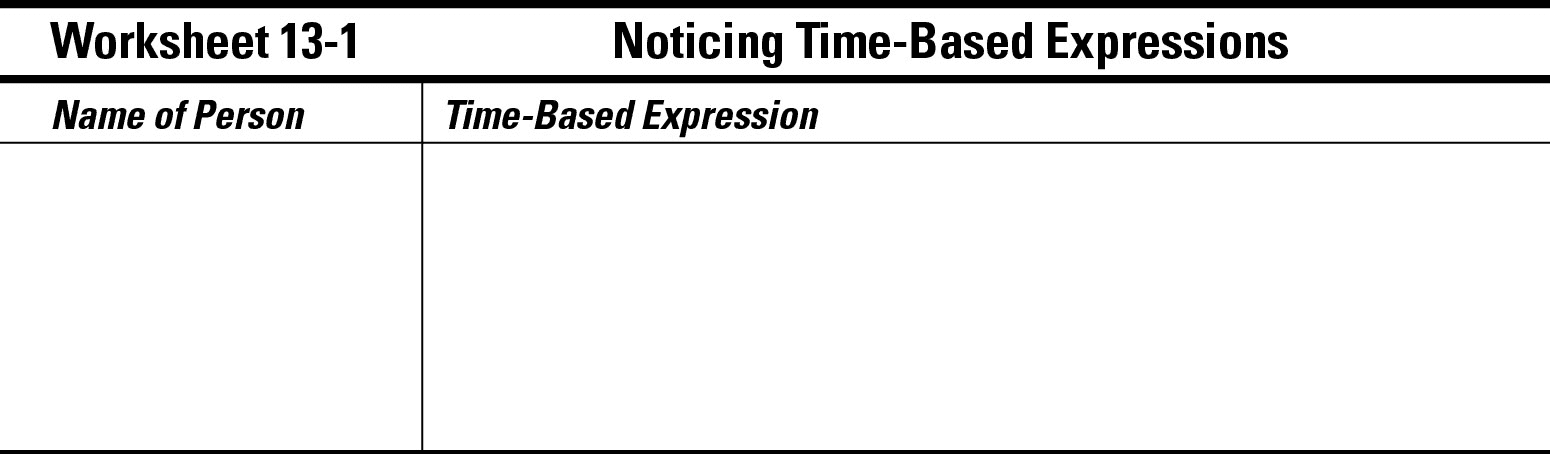 Worksheet 13-1 Noticing Time-Based Expressions
Name of Person Time-Based Expression